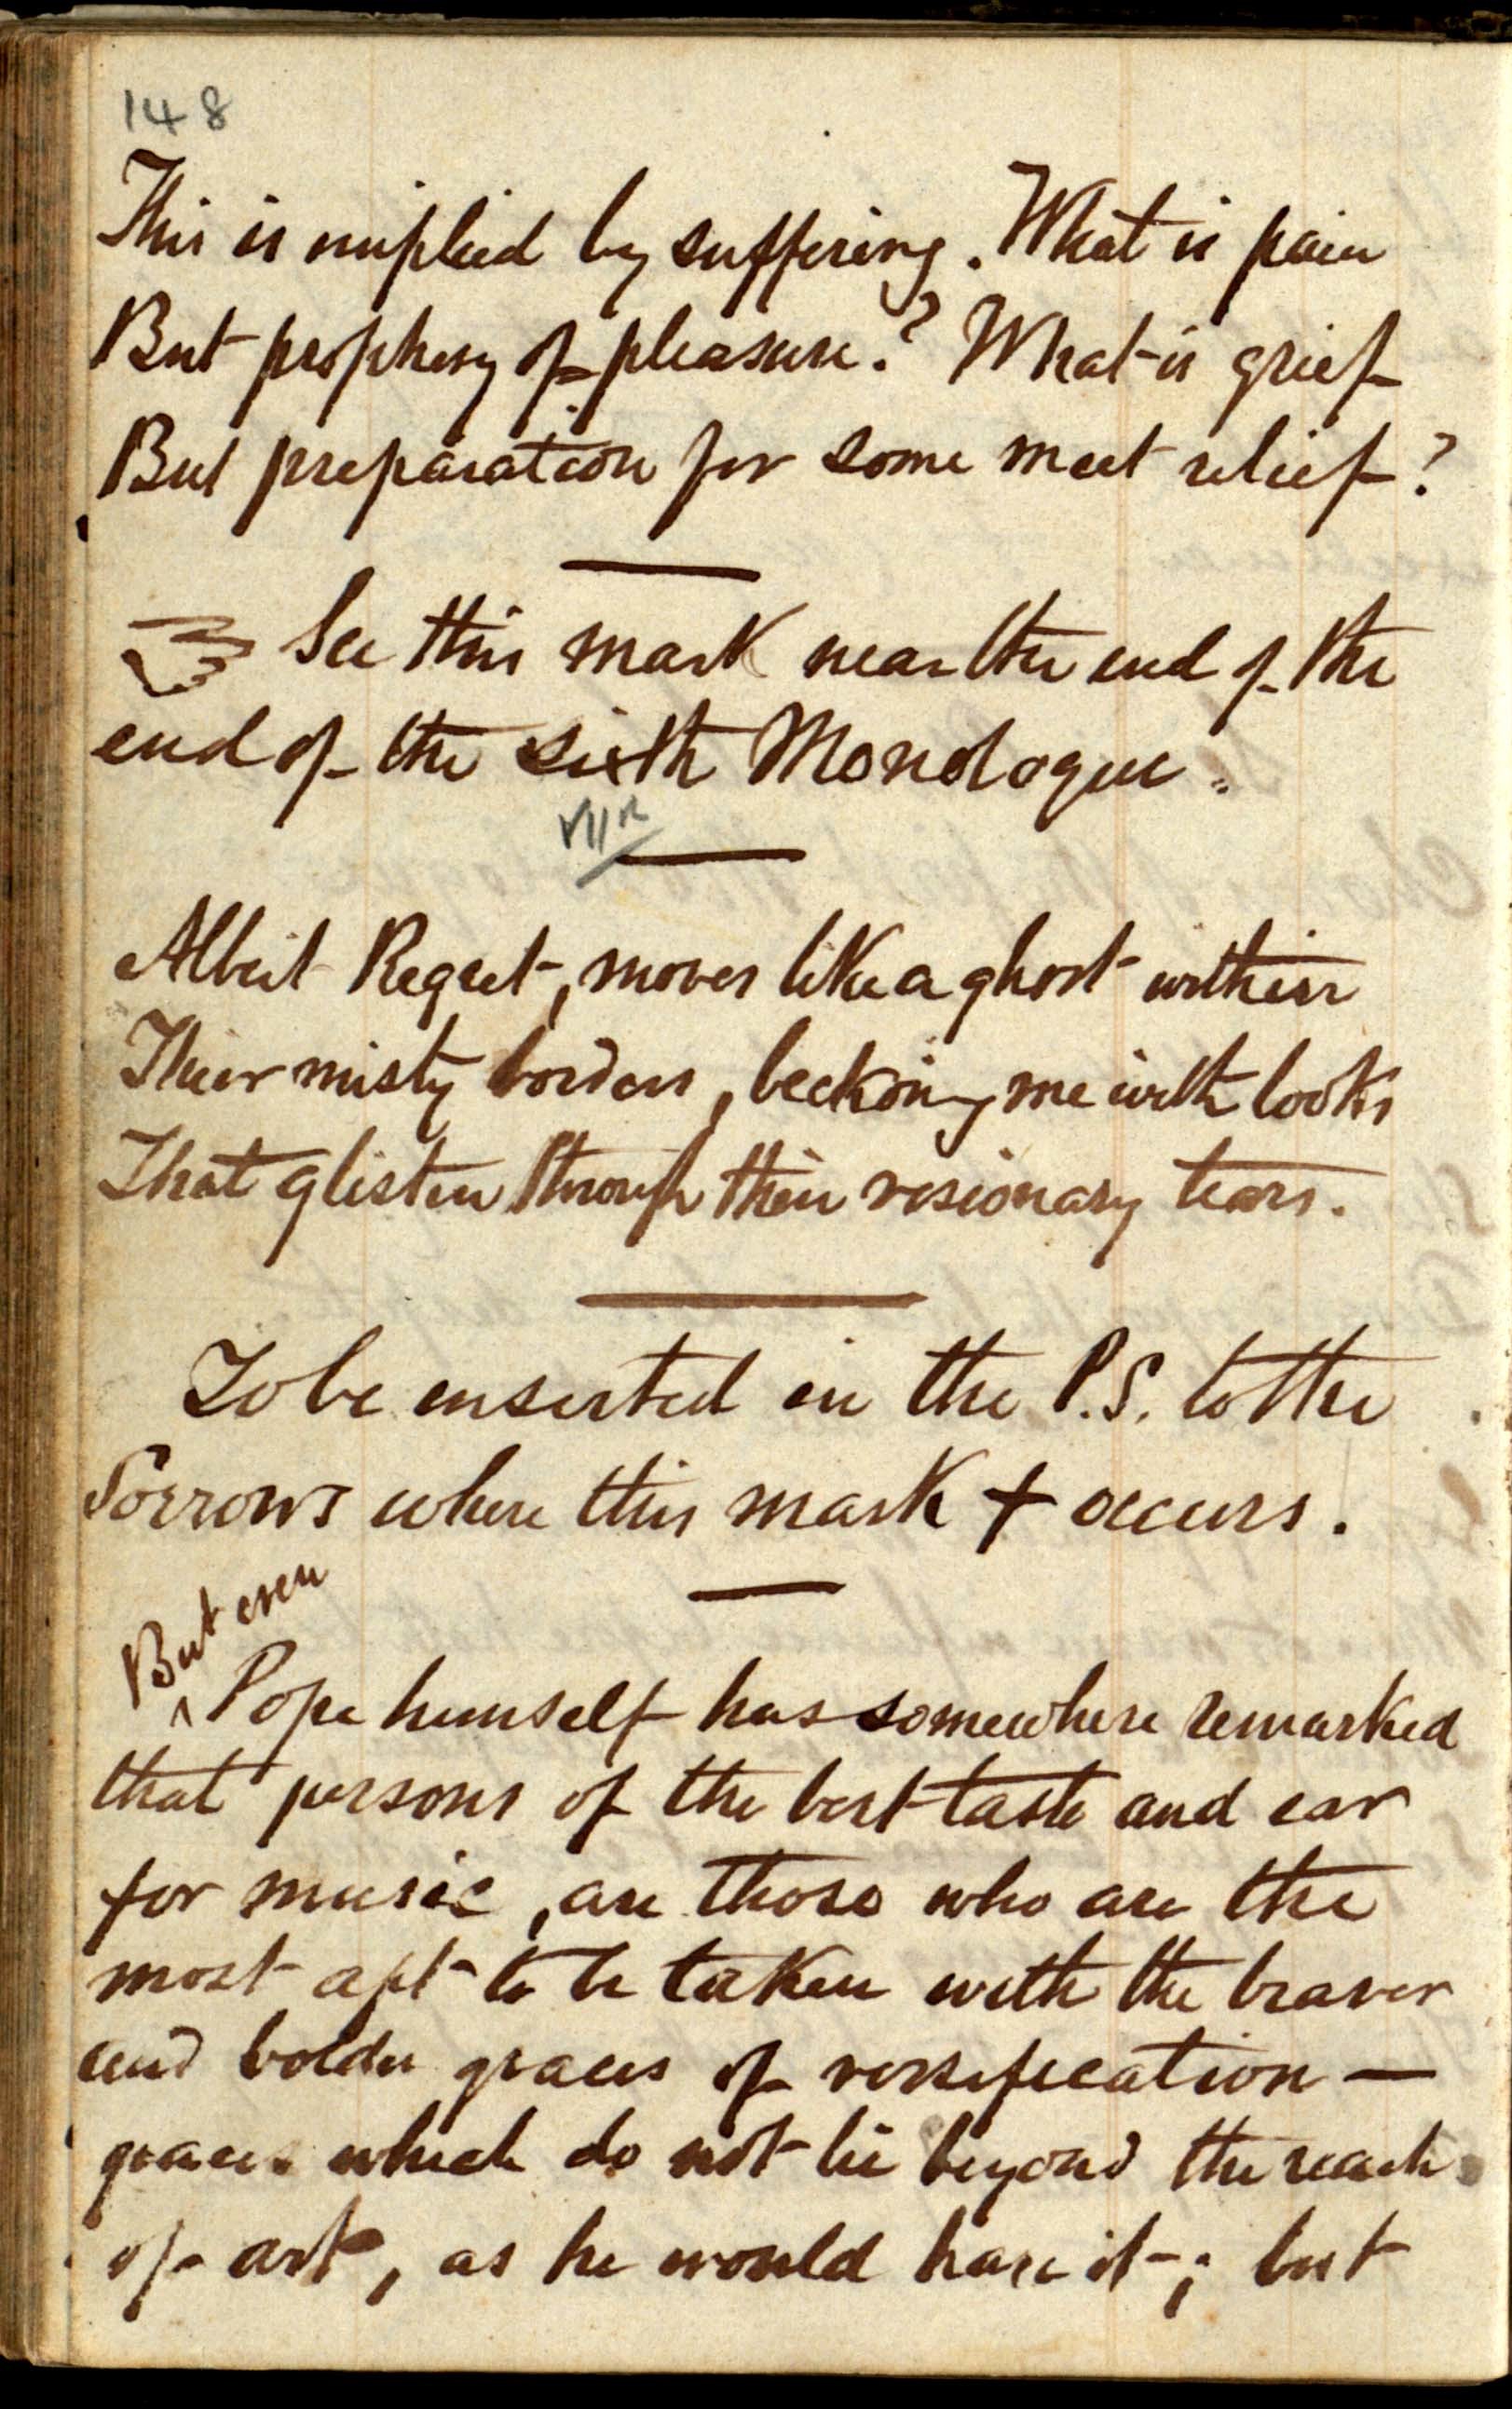 148
This is implied by suffering. What is pain
But prophesy of pleasure? What is grief
But preparation for some meet relief?
See this mark near the end of the
end of the sixth Monologue.
VII
Albeit Regret, moves like a ghost within
Their misty borders, beckoning me with looks
That glisten through their visionary tears.
To be inserted in the P.S. to the
Sorrows where this mark + occurs.
But even
^ Pope himself has somewhere remarked
that persons of the best taste and ear
for music, are those who are the
most apt to be taken with the braver
and bolder graces of versification —
graces which do not lie beyond the reach
of art, as he would have it; but